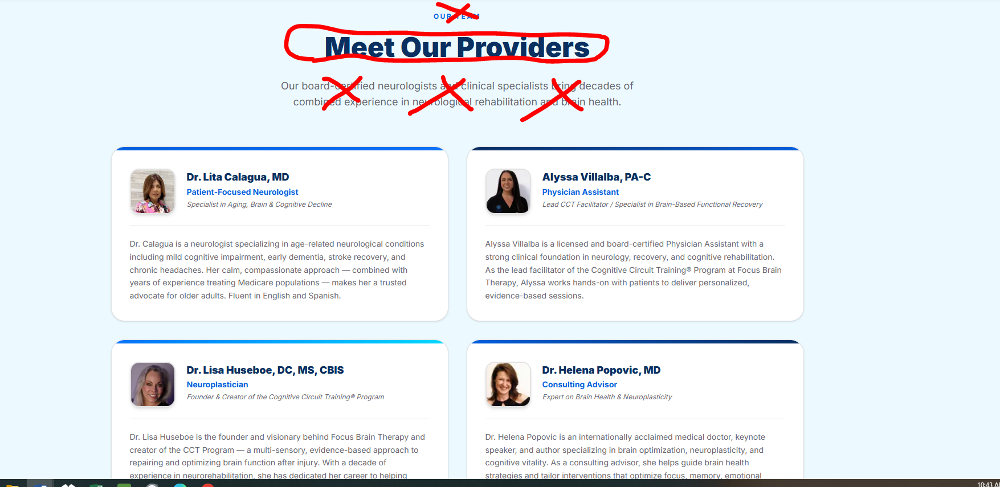 OUR TEAM
Meet Our Providers
Our board-certified neurologists and clinical specialists bring decades of
combined experience in neurological rehabilitation and brain health.
Dr. Lita Calagua, MD
Patient-Focused Neurologist
Specialist in Aging, Brain & Cognitive Decline
Dr. Calagua is a neurologist specializing in age-related neurological conditions
including mild cognitive impairment, early dementia, stroke recovery, and
chronic headaches. Her calm, compassionate approach — combined with
years of experience treating Medicare populations — makes her a trusted
advocate for older adults. Fluent in English and Spanish.
Alyssa Villalba, PA-C
Physician Assistant
Lead CCT Facilitator / Specialist in Brain-Based Functional Recovery
Alyssa Villalba is a licensed and board-certified Physician Assistant with a
strong clinical foundation in neurology, recovery, and cognitive rehabilitation.
As the lead facilitator of the Cognitive Circuit Training® Program at Focus Brain
Therapy, Alyssa works hands-on with patients to deliver personalized,
evidence-based sessions.
Dr. Lisa Huseboe, DC, MS, CBIS
Neuroplastician
Founder & Creator of the Cognitive Circuit Training® Program
Dr. Lisa Huseboe is the founder and visionary behind Focus Brain Therapy and
creator of the CCT Program — a multi-sensory, evidence-based approach to
repairing and optimizing brain function after injury. With a decade of
experience in neurorehabilitation, she has dedicated her career to helping
Dr. Helena Popovic, MD
Consulting Advisor
Expert on Brain Health & Neuroplasticity
Dr. Helena Popovic is an internationally acclaimed medical doctor, keynote
speaker, and author specializing in brain optimization, neuroplasticity, and
cognitive vitality. As a consulting advisor, she helps guide brain health
strategies and tailor interventions that optimize focus, memory, emotional
10:43